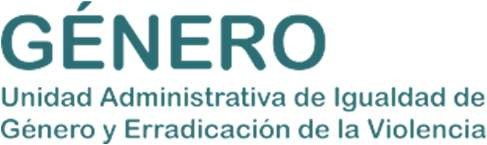 GÉNERO
Unidad Administrativa de Igualdad de
Género y Erradicación de la Violencia